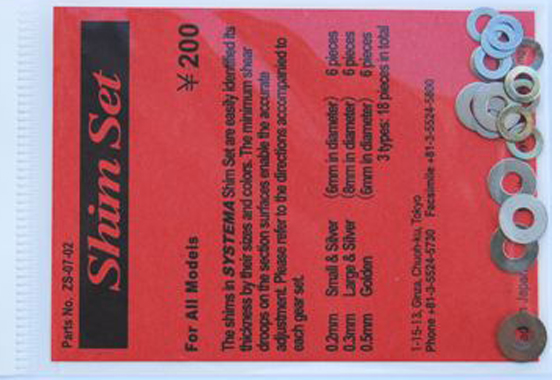 Parts No. ZS-07-02
Shim Set
For All Models ¥200
The shims in SYSTEMA Shim Set are easily identified its
thickness by their sizes and colors. The minimum shear
droops on the section surfaces enable the accurate
adjustment. Please refer to the directions accompanied to
each gear set.
0.2mm Small & Silver (6mm in diameter) 6 pieces
0.3mm Large & Silver (8mm in diameter) 6 pieces
0.5mm Golden (6mm in diameter) 6 pieces
3 types: 18 pieces in total
1-15-13, Ginza, Chuoh-ku, Tokyo
Phone +81-3-5524-5730 Facsimile +81-3-5524-5800
Japan